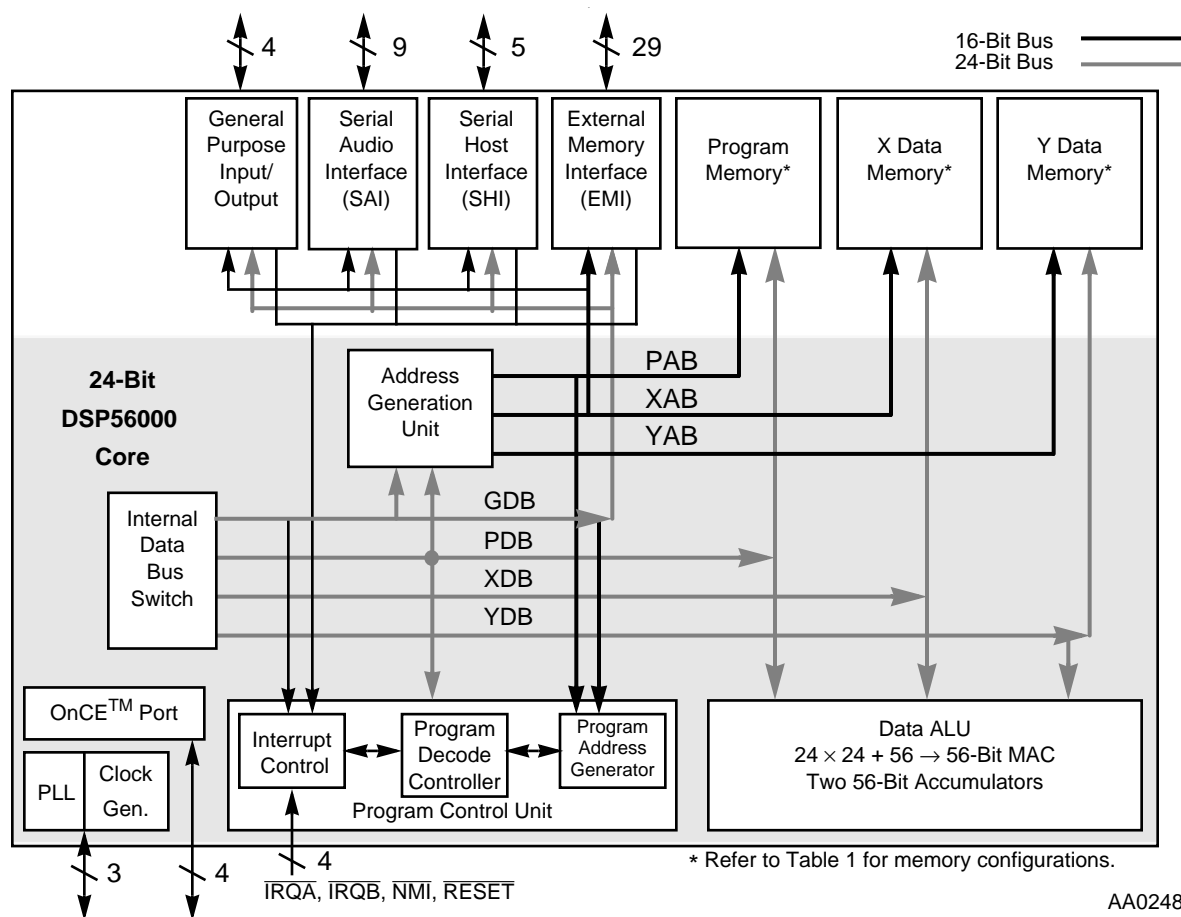 4
9
5
29
16-Bit Bus
24-Bit Bus
General
Purpose
Input/
Output
Serial
Audio
Interface
(SAI)
Serial
Host
Interface
(SHI)
External
Memory
Interface
(EMI)
Program
Memory*
X Data
Memory*
Y Data
Memory*
24-Bit
DSP56000
Core
Address
Generation
Unit
PAB
XAB
YAB
Internal
Data
Bus
Switch
GDB
PDB
XDB
YDB
OnCE™ Port
PLL
Clock
Gen.
Interrupt
Control
Program
Decode
Controller
Program
Address
Generator
Program Control Unit
Data ALU
24 × 24 + 56 → 56-Bit MAC
Two 56-Bit Accumulators
3
4
4
IRQA, IRQB, NMI, RESET
* Refer to Table 1 for memory configurations.
AA0248